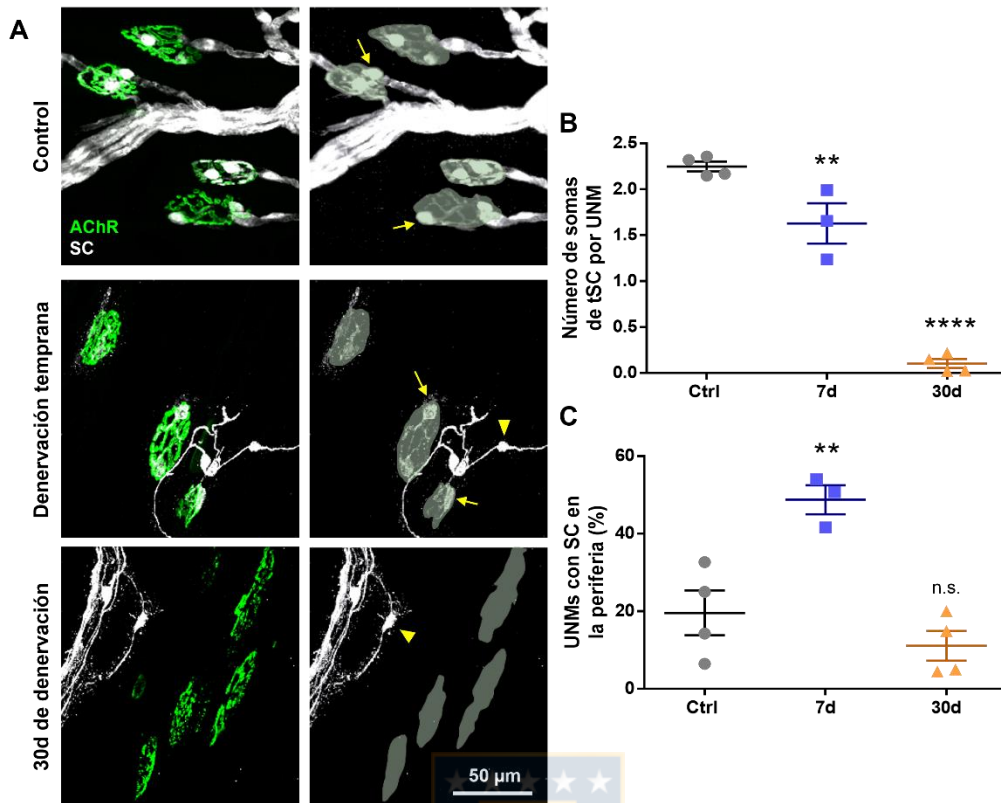 A
Control
AChR
SC
Denervación temprana
30d de denervación
50 µm
B
Número de somas
de tSC por UNM
2.5
2.0
1.5
1.0
0.5
0.0
**
****
Ctrl
7d
30d
C
UNMs con SC en
la periferia (%)
60
40
20
0
**
n.s.
Ctrl
7d
30d